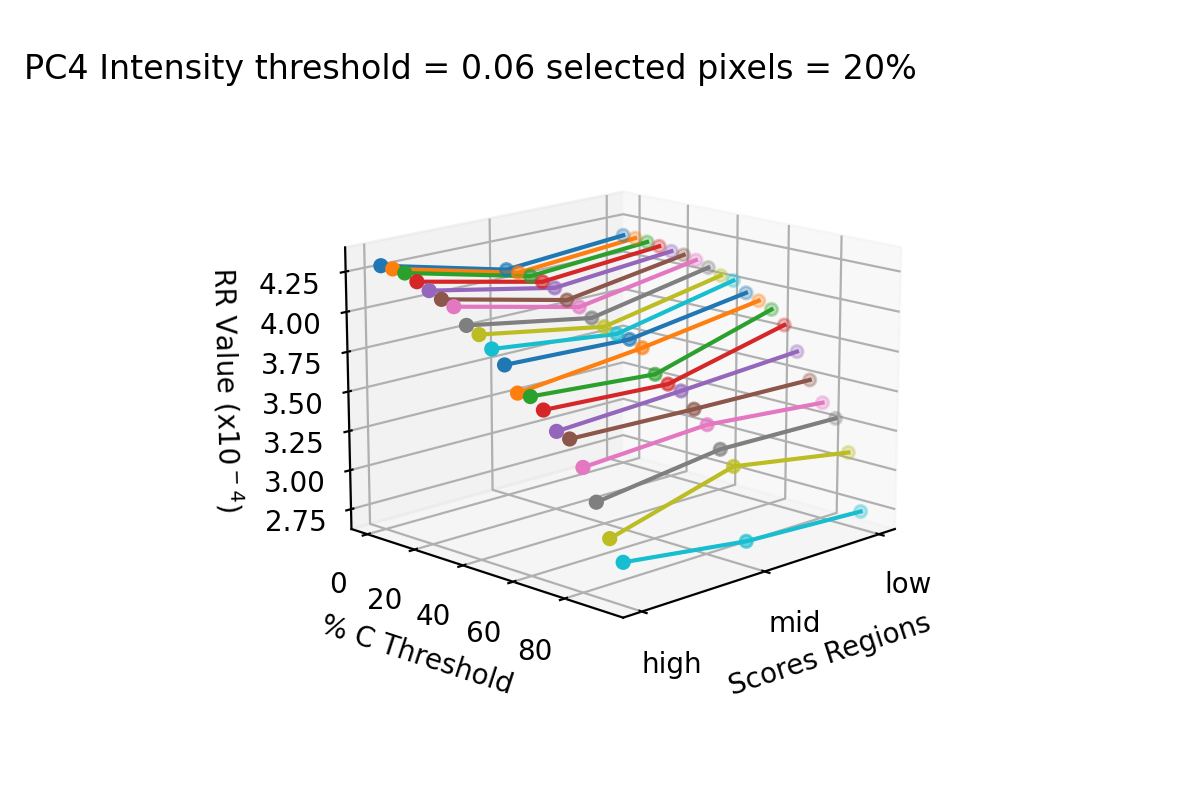 PC4 Intensity threshold = 0.06 selected pixels = 20%
RR Value (x10⁻⁴)
4.25
4.00
3.75
3.50
3.25
3.00
2.75
0
20
40
60
80
% C Threshold
high
mid
low
Scores Regions